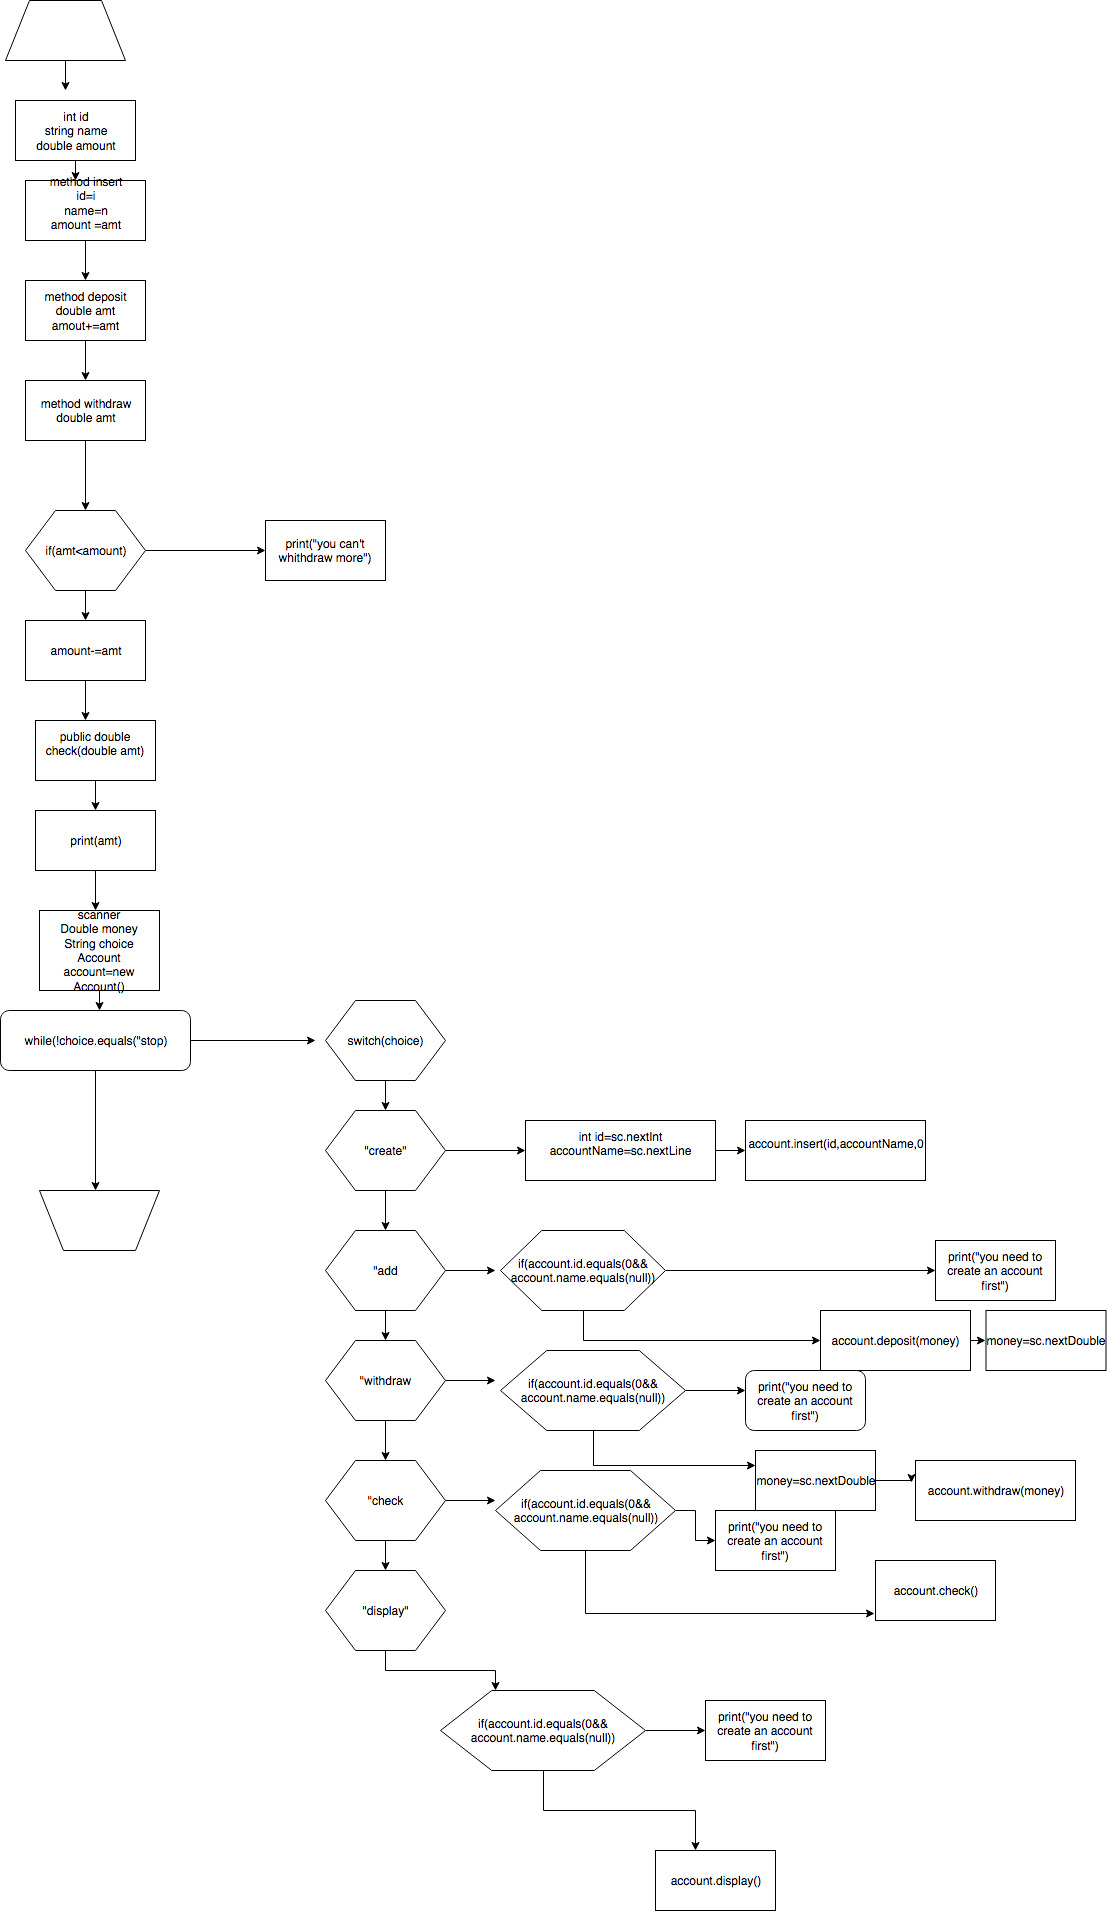 int id
string name
double amount
method insert
id=i
name=n
amount =amt
method deposit
double amt
amout+=amt
method withdraw
double amt
if(amt<amount)
print("you can't
whithdraw more")
amount-=amt
public double
check(double amt)
print(amt)
scanner
Double money
String choice
Account
account=new
Account()
while(!choice.equals("stop)
switch(choice)
"create"
int id=sc.nextInt
accountName=sc.nextLine
account.insert(id,accountName,0
"add
if(account.id.equals(0&&
account.name.equals(null))
print("you need to
create an account
first")
account.deposit(money)
money=sc.nextDouble
"withdraw
if(account.id.equals(0&&
account.name.equals(null))
print("you need to
create an account
first")
money=sc.nextDouble
account.withdraw(money)
"check
if(account.id.equals(0&&
account.name.equals(null))
print("you need to
create an account
first")
account.check()
"display"
if(account.id.equals(0&&
account.name.equals(null))
print("you need to
create an account
first")
account.display()